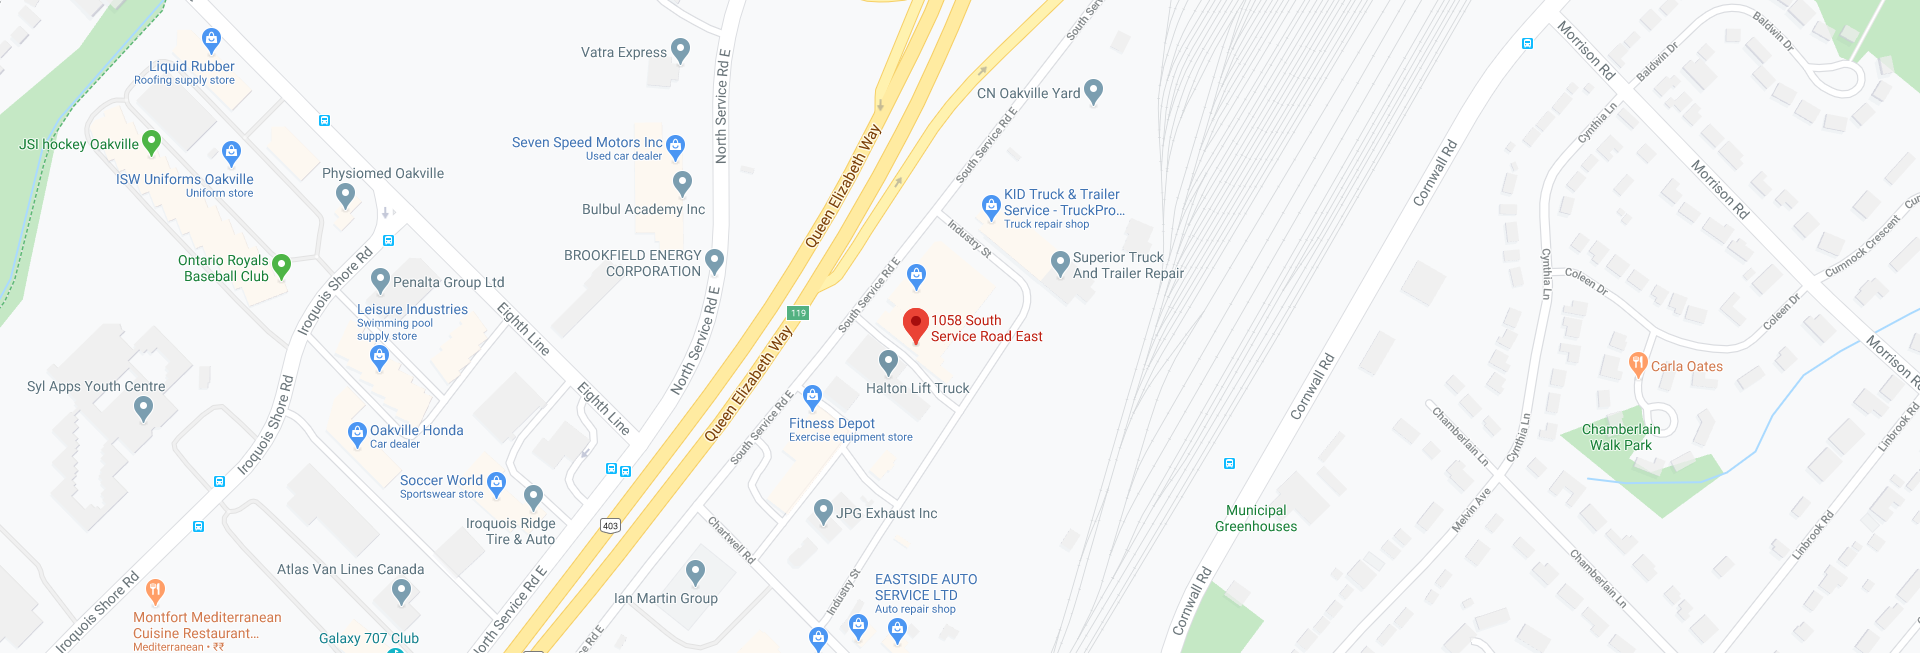 Liquid Rubber
Roofing supply store
JSI hockey Oakville
ISW Uniforms Oakville
Uniform store
Physiomed Oakville
Ontario Royals
Baseball Club
Penalta Group Ltd
Leisure Industries
Swimming pool
supply store
Iroquois Shore Rd
Eighth Line
Eighth Line
Syl Apps Youth Centre
Iroquois Shore Rd
Oakville Honda
Car dealer
Soccer World
Sportswear store
Iroquois Ridge
Tire & Auto
Atlas Van Lines Canada
Iroquois Shore Rd
Montfort Mediterranean
Cuisine Restaurant...
Mediterranean • ₹₹
Galaxy 707 Club
North Service Rd E
Vatra Express
North Service Rd E
Seven Speed Motors Inc
Used car dealer
Bulbul Academy Inc
BROOKFIELD ENERGY
CORPORATION
North Service Rd E
Queen Elizabeth Way
119
Queen Elizabeth Way
403
South Service Rd E
CN Oakville Yard
South Service Rd E
KID Truck & Trailer
Service - TruckPro...
Truck repair shop
Industry St
Superior Truck
And Trailer Repair
South Service Rd E
1058 South
Service Road East
Halton Lift Truck
Fitness Depot
Exercise equipment store
South Service Rd E
JPG Exhaust Inc
Chartwell Rd
Ian Martin Group
Industry St
EASTSIDE AUTO
SERVICE LTD
Auto repair shop
ce Rd E
Cornwall Rd
Cornwall Rd
Cornwall Rd
Municipal
Greenhouses
Morrison Rd
Baldwin Dr
Baldwin Dr
Cynthia Ln
Morrison Rd
Cynthia Ln
Coleen Dr
Coleen Dr
Cumnock Crescent
Cur
Morrison Rd
Carla Oates
Chamberlain Ln
Cynthia Ln
Chamberlain
Walk Park
Melvin Ave
Linbrook Rd
Linbrook Rd
Chamberlain Ln